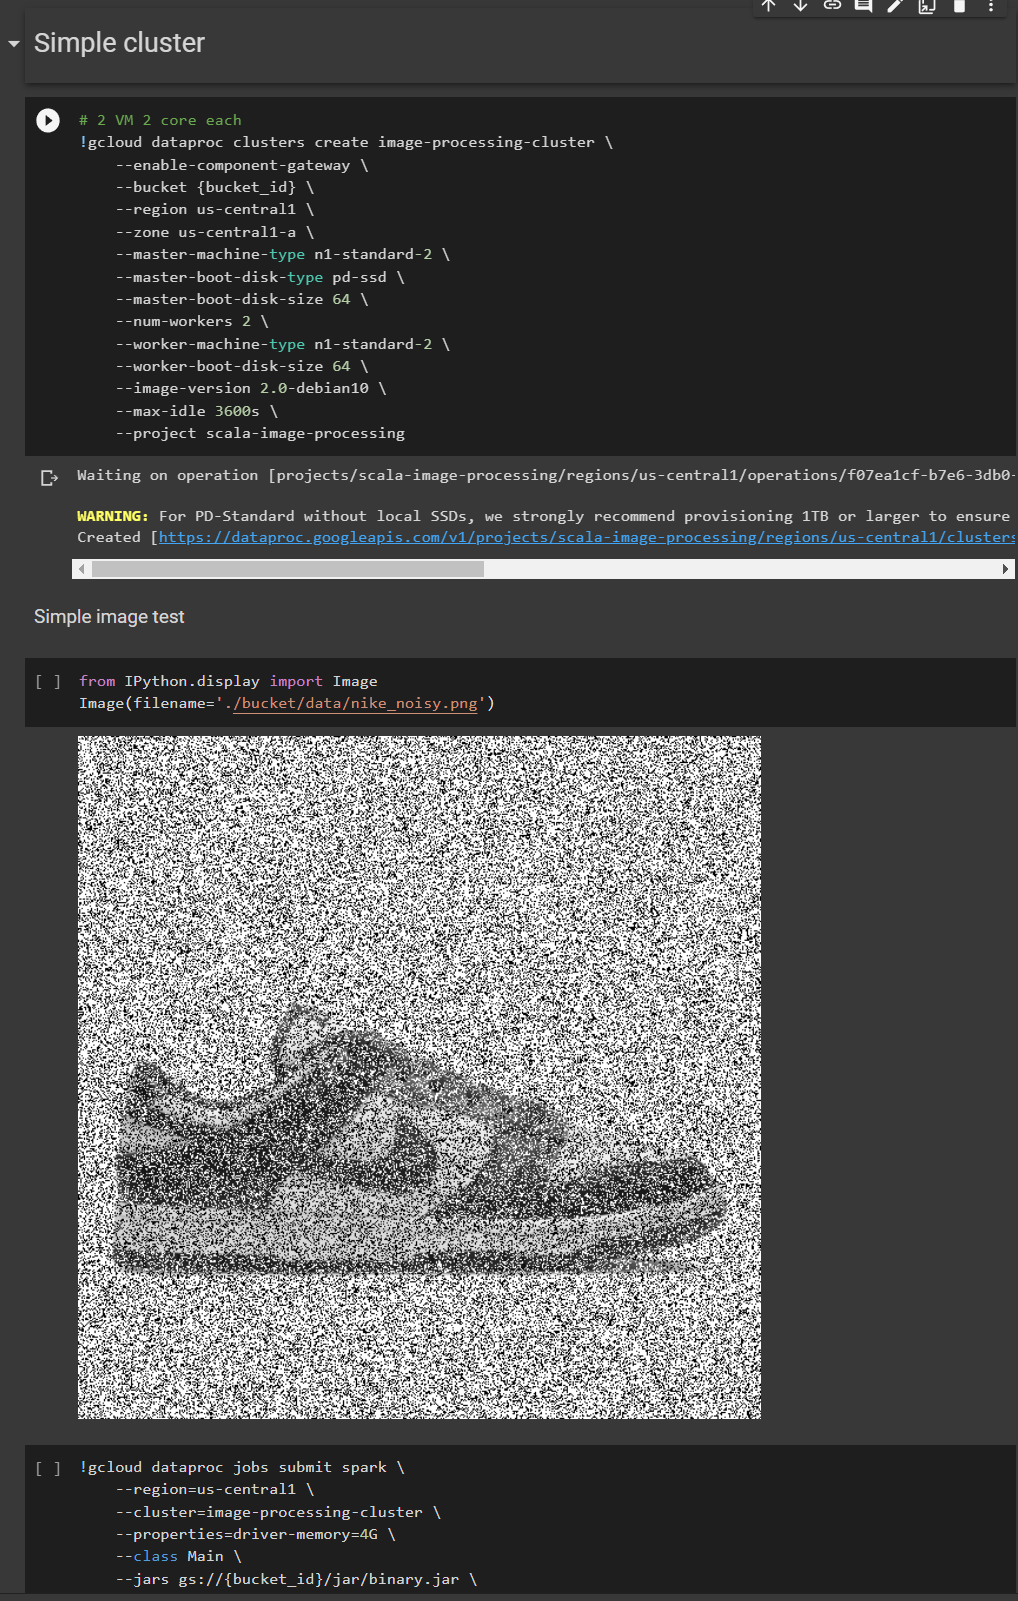 Simple cluster
# 2 VM 2 core each
!gcloud dataproc clusters create image-processing-cluster \
--enable-component-gateway \
--bucket {bucket_id} \
--region us-central1 \
--zone us-central1-a \
--master-machine-type n1-standard-2 \
--master-boot-disk-type pd-ssd \
--master-boot-disk-size 64 \
--num-workers 2 \
--worker-machine-type n1-standard-2 \
--worker-boot-disk-size 64 \
--image-version 2.0-debian10 \
--max-idle 3600s \
--project scala-image-processing
Waiting on operation [projects/scala-image-processing/regions/us-central1/operations/f07ea1cf-b7e6-3db0-
WARNING: For PD-Standard without local SSDs, we strongly recommend provisioning 1TB or larger to ensure
Created [https://dataproc.googleapis.com/v1/projects/scala-image-processing/regions/us-central1/clusters
Simple image test
[ ] from IPython.display import Image
Image(filename='./bucket/data/nike_noisy.png')
[ ] !gcloud dataproc jobs submit spark \
--region=us-central1 \
--cluster=image-processing-cluster \
--properties=driver-memory=4G \
--class Main \
--jars gs://{bucket_id}/jar/binary.jar \